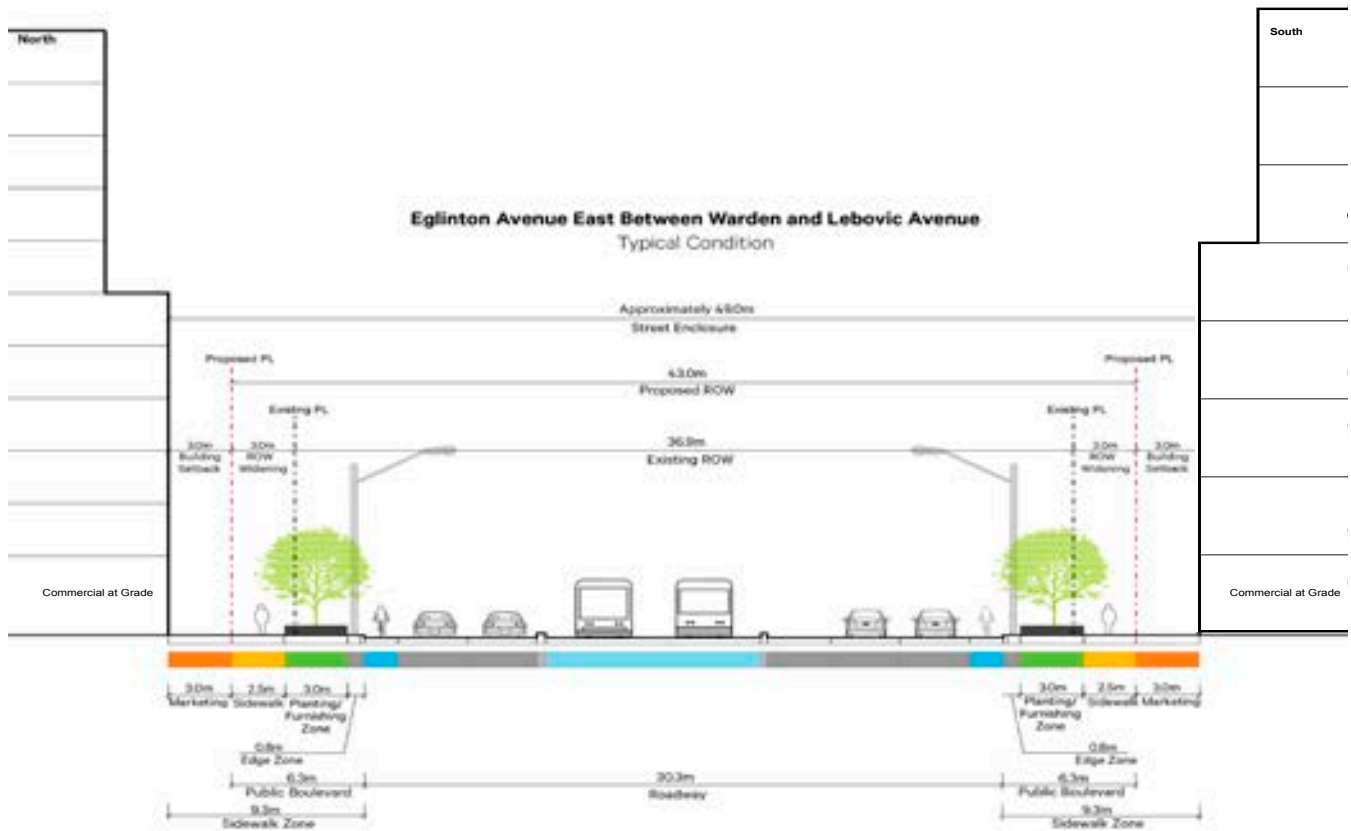 North
South
Eglinton Avenue East Between Warden and Lebovic Avenue
Typical Condition
Approximately 49.0m
Street Enclosure
Proposed PL
Proposed PL
43.0m
Proposed ROW
Existing PL
Existing PL
3.0m
Building
Setback
3.0m
ROW
Widening
36.9m
Existing ROW
3.0m
ROW
Widening
3.0m
Building
Setback
Commercial at Grade
Commercial at Grade
3.0m
Marketing
2.5m
Sidewalk
3.0m
Planting/
Furnishing
Zone
3.0m
Planting/
Furnishing
Zone
2.5m
Sidewalk
3.0m
Marketing
0.8m
Edge Zone
0.8m
Edge Zone
6.3m
Public Boulevard
30.3m
Roadway
6.3m
Public Boulevard
9.3m
Sidewalk Zone
9.3m
Sidewalk Zone